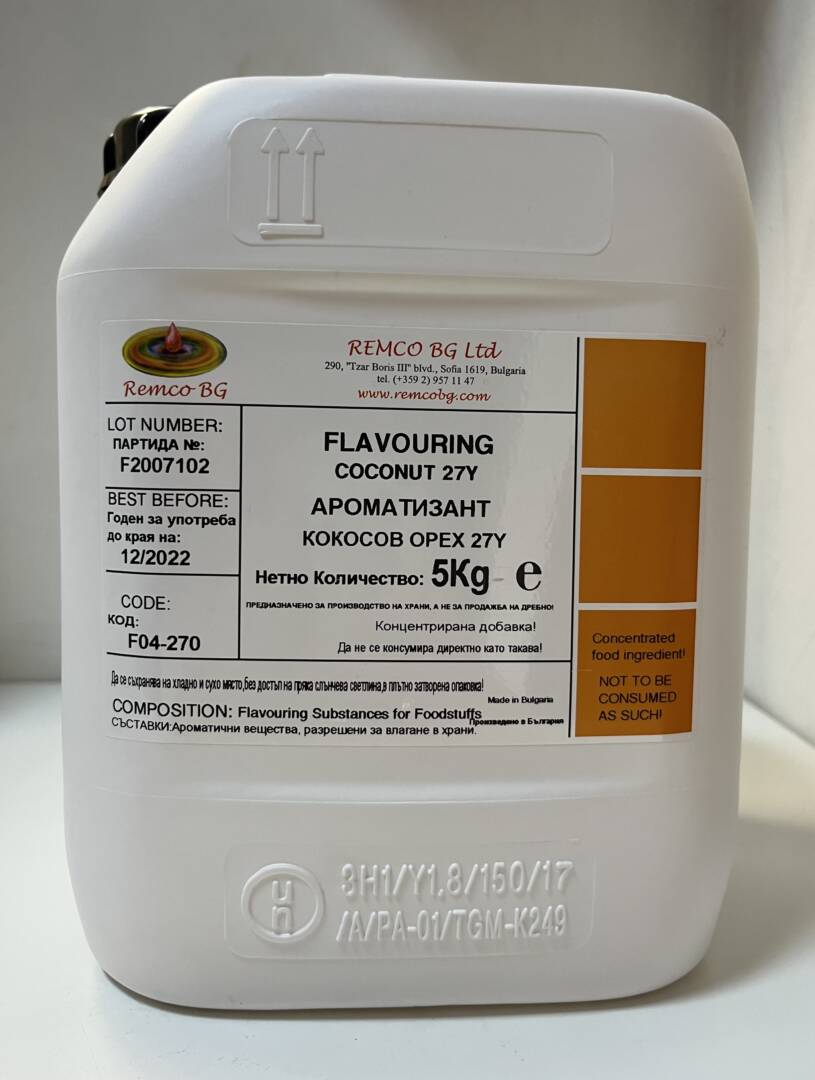 Remco BG
REMCO BG Ltd
290, "Tzar Boris III" blvd., Sofia 1619, Bulgaria
tel. (+359 2) 957 11 47
www.remcobg.com
LOT NUMBER:
ПАРТИДА №:
F2007102
BEST BEFORE:
Годен за употреба
до края на:
12/2022
CODE:
КОД:
F04-270
FLAVOURING
COCONUT 27Y
АРОМАТИЗАНТ
КОКОСОВ ОРЕХ 27Y
Нетно Количество: 5Kg e
ПРЕДНАЗНАЧЕНО ЗА ПРОИЗВОДСТВО НА ХРАНИ, А НЕ ЗА ПРОДАЖБА НА ДРЕБНО!
Концентрирана добавка!
Да не се консумира директно като такава!
Concentrated
food ingredient!
NOT TO BE
CONSUMED
AS SUCH!
Да се съхранява на хладно и сухо място, без достъп на пряка слънчева светлина, в плътно затворена опаковка!
Made in Bulgaria
COMPOSITION: Flavouring Substances for Foodstuffs
Произведено в България
СЪСТАВКИ:Ароматични вещества, разрешени за влагане в храни.
un
3H1/Y1,8/150/17
/A/PA-01/TGM-K249